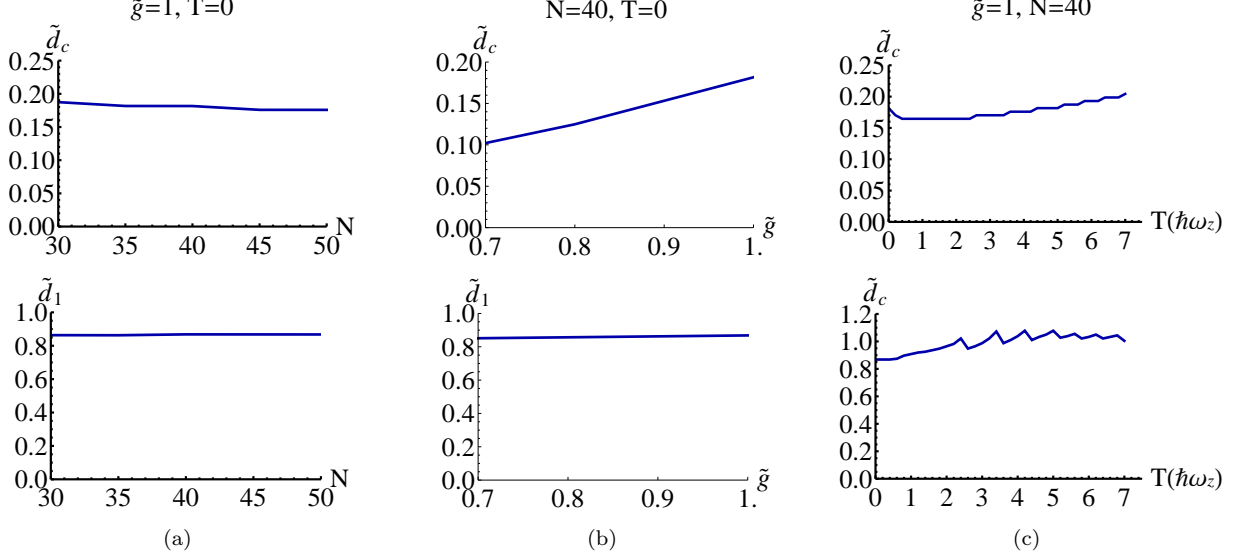 g̃=1, T=0
d̃c
0.25
0.20
0.15
0.10
0.05
0.00
30 35 40 45 50
N
N=40, T=0
d̃c
0.20
0.15
0.10
0.05
0.00
0.7 0.8 0.9 1.
g̃
g̃=1, N=40
d̃c
0.25
0.20
0.15
0.10
0.05
0.00
0 1 2 3 4 5 6 7
T(ℏωz)
d̃1
1.0
0.8
0.6
0.4
0.2
0.0
30 35 40 45 50
N
(a)
d̃1
1.0
0.8
0.6
0.4
0.2
0.0
0.7 0.8 0.9 1.
g̃
(b)
d̃c
1.2
1.0
0.8
0.6
0.4
0.2
0.0
0 1 2 3 4 5 6 7
T(ℏωz)
(c)